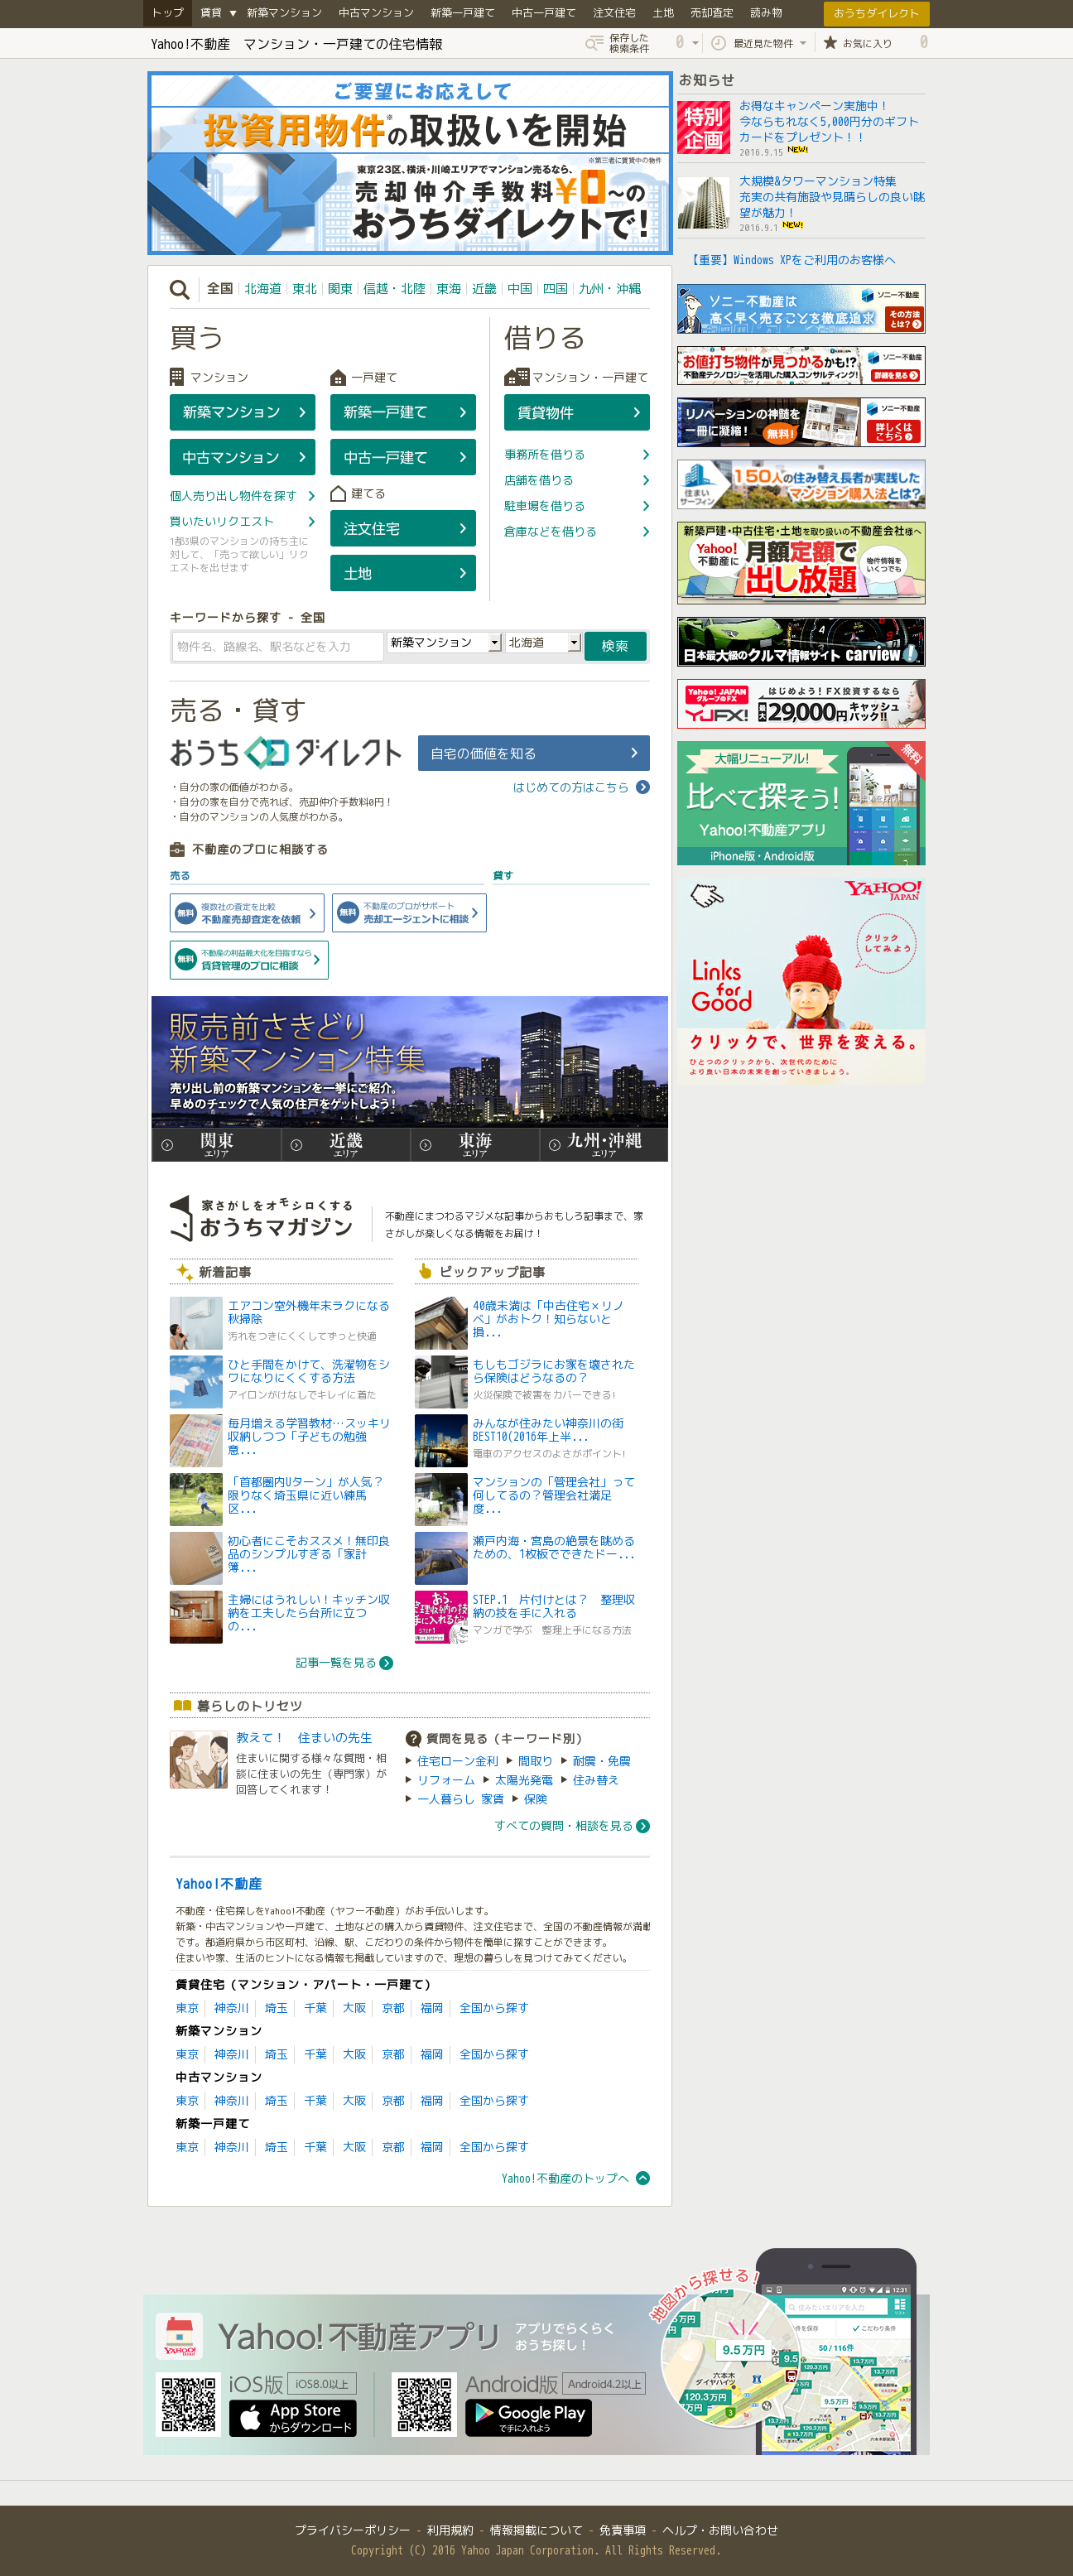 トップ 賃貸 ▼ 新築マンション 中古マンション 新築一戸建て 中古一戸建て 注文住宅 土地 売却査定 読み物 おうちダイレクト
Yahoo!不動産　マンション・一戸建ての住宅情報
保存した検索条件 0 最近見た物件 お気に入り 0
ご要望にお応えして
投資用物件※の取扱いを開始
※第三者に賃貸中の物件
東京23区、横浜・川崎エリアでマンション売るなら、
売却仲介手数料¥0〜の
おうちダイレクトで!
お知らせ
特別企画
お得なキャンペーン実施中！
今ならもれなく5,000円分のギフト
カードをプレゼント！！
2016.9.15 NEW!
大規模&タワーマンション特集
充実の共有施設や見晴らしの良い眺
望が魅力！
2016.9.1 NEW!
【重要】Windows XPをご利用のお客様へ
全国 北海道 東北 関東 信越・北陸 東海 近畿 中国 四国 九州・沖縄
買う
マンション
新築マンション
中古マンション
個人売り出し物件を探す
買いたいリクエスト
1都3県のマンションの持ち主に
対して、「売って欲しい」リク
エストを出せます
一戸建て
新築一戸建て
中古一戸建て
建てる
注文住宅
土地
借りる
マンション・一戸建て
賃貸物件
事務所を借りる
店舗を借りる
駐車場を借りる
倉庫などを借りる
キーワードから探す - 全国
物件名、路線名、駅名などを入力 新築マンション 北海道 検索
売る・貸す
おうちダイレクト
自宅の価値を知る
はじめての方はこちら
・自分の家の価値がわかる。
・自分の家を自分で売れば、売却仲介手数料0円！
・自分のマンションの人気度がわかる。
不動産のプロに相談する
売る
貸す
無料 複数社の査定を比較
不動産売却査定を依頼
無料 不動産のプロがサポート
売却エージェントに相談
無料 不動産の利益最大化を目指すなら
賃貸管理のプロに相談
ソニー不動産は
高く早く売ることを徹底追求
ソニー不動産
その方法とは?
お値打ち物件が見つかるかも!?
不動産テクノロジーを活用した購入コンサルティング!
ソニー不動産
詳細を見る
リノベーションの神髄を
一冊に凝縮！ 無料!
ソニー不動産
詳しくはこちら
住まいサーフィン
150人の住み替え長者が実践した
マンション購入法とは?
新築戸建・中古住宅・土地を取り扱いの不動産会社様へ
Yahoo!不動産に
月額定額で
出し放題
物件情報をいくつでも
日本最大級のクルマ情報サイト carview!
Yahoo! JAPANグループのFX
YJFX!
はじめよう！FX投資するなら
最大29,000円キャッシュバック!!
無料
大幅リニューアル!
比べて探そう!
Yahoo!不動産アプリ
iPhone版・Android版
YAHOO! JAPAN
クリックしてみよう
Links for Good
クリックで、世界を変える。
ひとつのクリックから、次世代のために
より良い日本の未来を創っていきましょう。
販売前さきどり
新築マンション特集
売り出し前の新築マンションを一挙にご紹介。
早めのチェックで人気の住戸をゲットしよう！
関東エリア 近畿エリア 東海エリア 九州・沖縄エリア
家さがしをオモシロくする
おうちマガジン
不動産にまつわるマジメな記事からおもしろ記事まで、家
さがしが楽しくなる情報をお届け！
新着記事
エアコン室外機年末ラクになる
秋掃除
汚れをつきにくくしてずっと快適
ひと手間をかけて、洗濯物をシ
ワになりにくくする方法
アイロンがけなしでキレイに着た
毎月増える学習教材…スッキリ
収納しつつ「子どもの勉強
意...
「首都圏内Uターン」が人気？
限りなく埼玉県に近い練馬
区...
初心者にこそおススメ！無印良
品のシンプルすぎる「家計
簿...
主婦にはうれしい！キッチン収
納を工夫したら台所に立つ
の...
記事一覧を見る
ピックアップ記事
40歳未満は「中古住宅×リノ
ベ」がおトク！知らないと
損...
もしもゴジラにお家を壊された
ら保険はどうなるの？
火災保険で被害をカバーできる!
みんなが住みたい神奈川の街
BEST10(2016年上半...
電車のアクセスのよさがポイント!
マンションの「管理会社」って
何してるの？管理会社満足
度...
瀬戸内海・宮島の絶景を眺める
ための、1枚板でできたドー...
STEP.1　片付けとは？　整理収
納の技を手に入れる
マンガで学ぶ　整理上手になる方法
暮らしのトリセツ
教えて！　住まいの先生
住まいに関する様々な質問・相
談に住まいの先生（専門家）が
回答してくれます！
質問を見る（キーワード別）
住宅ローン金利 間取り 耐震・免震
リフォーム 太陽光発電 住み替え
一人暮らし 家賃 保険
すべての質問・相談を見る
Yahoo!不動産
不動産・住宅探しをYahoo!不動産（ヤフー不動産）がお手伝いします。
新築・中古マンションや一戸建て、土地などの購入から賃貸物件、注文住宅まで、全国の不動産情報が満載
です。都道府県から市区町村、沿線、駅、こだわりの条件から物件を簡単に探すことができます。
住まいや家、生活のヒントになる情報も掲載していますので、理想の暮らしを見つけてみてください。
賃貸住宅（マンション・アパート・一戸建て）
東京 神奈川 埼玉 千葉 大阪 京都 福岡 全国から探す
新築マンション
東京 神奈川 埼玉 千葉 大阪 京都 福岡 全国から探す
中古マンション
東京 神奈川 埼玉 千葉 大阪 京都 福岡 全国から探す
新築一戸建て
東京 神奈川 埼玉 千葉 大阪 京都 福岡 全国から探す
Yahoo!不動産のトップへ
YAHOO!
Yahoo!不動産アプリ
アプリでらくらく
おうち探し！
iOS版 iOS8.0以上
App Store
からダウンロード
Android版 Android4.2以上
Google Play
で手に入れよう
地図から探せる！
9.5万円
六本木
ダイヤハイツ
120.3万円
12:31
住みたいエリアを入力
こだわり条件
50 / 116件
プライバシーポリシー - 利用規約 - 情報掲載について - 免責事項 - ヘルプ・お問い合わせ
Copyright (C) 2016 Yahoo Japan Corporation. All Rights Reserved.